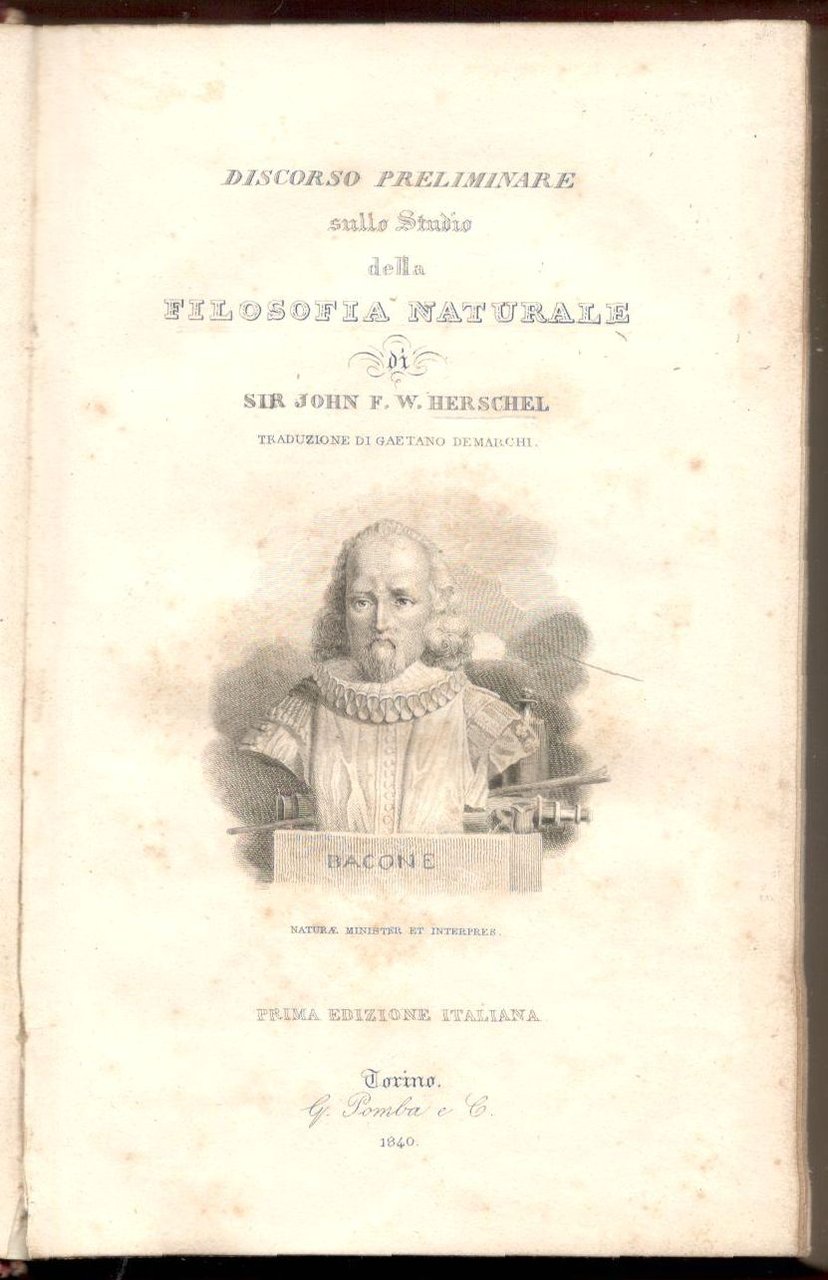 DISCORSO PRELIMINARE
sullo Studio
della
FILOSOFIA NATURALE
di
SIR JOHN F. W. HERSCHEL
TRADUZIONE DI GAETANO DEMARCHI.
BACONE
NATURÆ MINISTER ET INTERPRES.
PRIMA EDIZIONE ITALIANA
Torino.
G. Pomba e C.
1840.